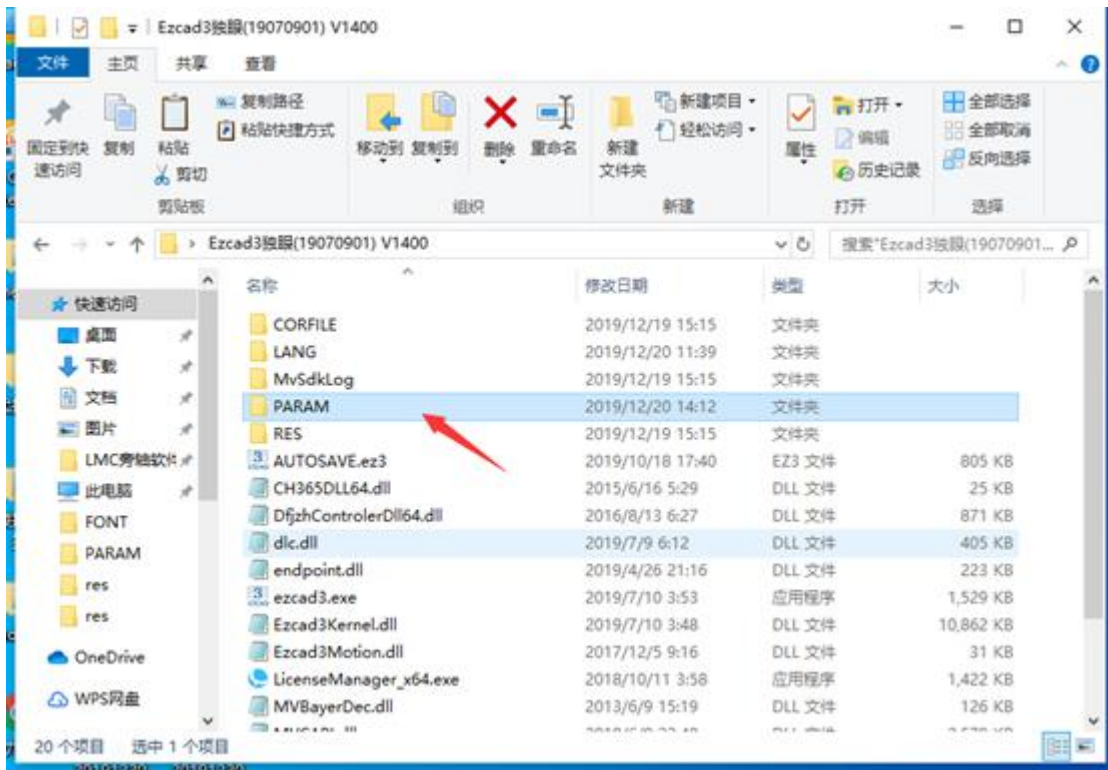 Ezcad3独眼(19070901) V1400
文件 主页 共享 查看
固定到快速访问
复制
粘贴
复制路径
粘贴快捷方式
剪切
移动到 复制到 删除 重命名
新建文件夹
新建项目
轻松访问
属性
打开
编辑
历史记录
全部选择
全部取消
反向选择
剪贴板 组织 新建 打开 选择
Ezcad3独眼(19070901) V1400
搜索"Ezcad3独眼(19070901...
快速访问
桌面
下载
文档
图片
LMC旁轴软件
此电脑
FONT
PARAM
res
res
OneDrive
WPS网盘
名称 修改日期 类型 大小
CORFILE 2019/12/19 15:15 文件夹
LANG 2019/12/20 11:39 文件夹
MvSdkLog 2019/12/19 15:15 文件夹
PARAM 2019/12/20 14:12 文件夹
RES 2019/12/19 15:15 文件夹
AUTOSAVE.ez3 2019/10/18 17:40 EZ3 文件 805 KB
CH365DLL64.dll 2015/6/16 5:29 DLL 文件 25 KB
DfjzhControlerDll64.dll 2016/8/13 6:27 DLL 文件 871 KB
dlc.dll 2019/7/9 6:12 DLL 文件 405 KB
endpoint.dll 2019/4/26 21:16 DLL 文件 223 KB
ezcad3.exe 2019/7/10 3:53 应用程序 1,529 KB
Ezcad3Kernel.dll 2019/7/10 3:48 DLL 文件 10,862 KB
Ezcad3Motion.dll 2017/12/5 9:16 DLL 文件 31 KB
LicenseManager_x64.exe 2018/10/11 3:58 应用程序 1,422 KB
MVBayerDec.dll 2013/6/9 15:19 DLL 文件 126 KB
20 个项目 选中 1 个项目